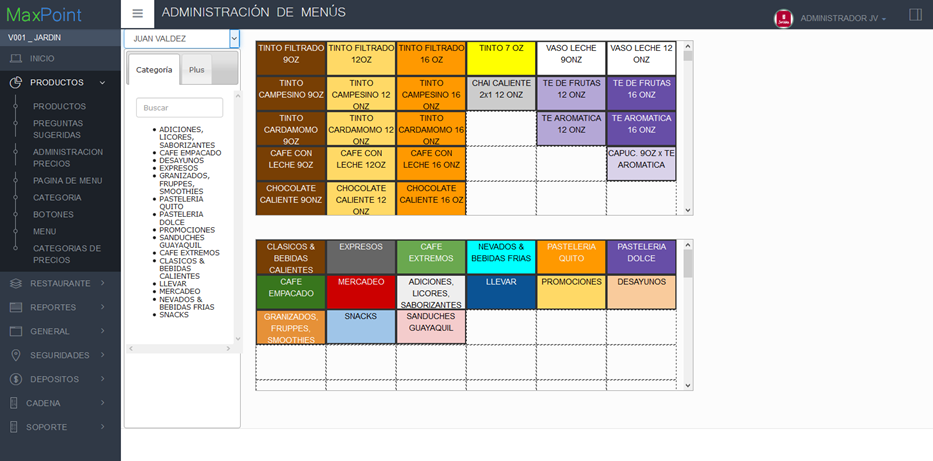 MaxPoint
ADMINISTRACIÓN DE MENÚS
ADMINISTRADOR JV
V001 _ JARDIN
INICIO
PRODUCTOS
PRODUCTOS
PREGUNTAS
SUGERIDAS
ADMINISTRACION
PRECIOS
PAGINA DE MENU
CATEGORIA
BOTONES
MENU
CATEGORIAS DE
PRECIOS
RESTAURANTE
REPORTES
GENERAL
SEGURIDADES
DEPOSITOS
CADENA
SOPORTE
JUAN VALDEZ
Categoría
Plus
Buscar
ADICIONES,
LICORES,
SABORIZANTES
CAFE EMPACADO
DESAYUNOS
EXPRESOS
GRANIZADOS,
FRUPPES,
SMOOTHIES
PASTELERIA
QUITO
PASTELERIA
DOLCE
PROMOCIONES
SANDUCHES
GUAYAQUIL
CAFE EXTREMOS
CLASICOS &
BEBIDAS
CALIENTES
LLEVAR
MERCADEO
NEVADOS &
BEBIDAS FRIAS
SNACKS
TINTO FILTRADO
9OZ
TINTO FILTRADO
12OZ
TINTO FILTRADO
16 OZ
TINTO 7 OZ
VASO LECHE
9ONZ
VASO LECHE 12
ONZ
TINTO
CAMPESINO 9OZ
TINTO
CAMPESINO 12
ONZ
TINTO
CAMPESINO 16
ONZ
CHAI CALIENTE
2x1 12 ONZ
TE DE FRUTAS
12 ONZ
TE DE FRUTAS
16 ONZ
TINTO
CARDAMOMO
9OZ
TINTO
CARDAMOMO 12
ONZ
TINTO
CARDAMOMO 16
ONZ
TE AROMATICA
12 ONZ
TE AROMATICA
16 ONZ
CAFE CON
LECHE 9OZ
CAFE CON
LECHE 12OZ
CAFE CON
LECHE 16 ONZ
CAPUC. 9OZ x TE
AROMATICA
CHOCOLATE
CALIENTE 9ONZ
CHOCOLATE
CALIENTE 12
ONZ
CHOCOLATE
CALIENTE 16 OZ
CLASICOS &
BEBIDAS
CALIENTES
EXPRESOS
CAFE
EXTREMOS
NEVADOS &
BEBIDAS FRIAS
PASTELERIA
QUITO
PASTELERIA
DOLCE
CAFE
EMPACADO
MERCADEO
ADICIONES,
LICORES,
SABORIZANTES
LLEVAR
PROMOCIONES
DESAYUNOS
GRANIZADOS,
FRUPPES,
SMOOTHIES
SNACKS
SANDUCHES
GUAYAQUIL